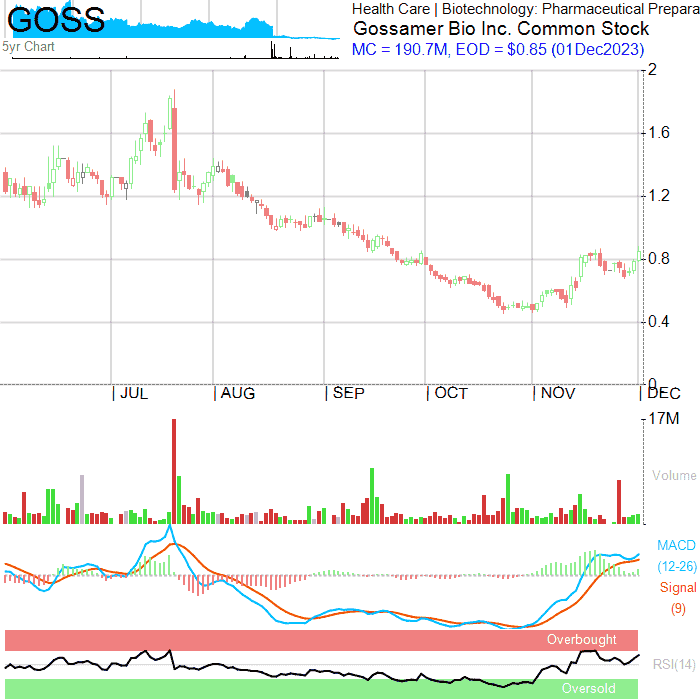 GOSS
Health Care | Biotechnology: Pharmaceutical Prepara
Gossamer Bio Inc. Common Stock
5yr Chart
MC = 190.7M, EOD = $0.85 (01Dec2023)
2
1.6
1.2
0.8
0.4
0
JUL AUG SEP OCT NOV DEC
17M
Volume
MACD
(12-26)
Signal
(9)
Overbought
RSI(14)
Oversold